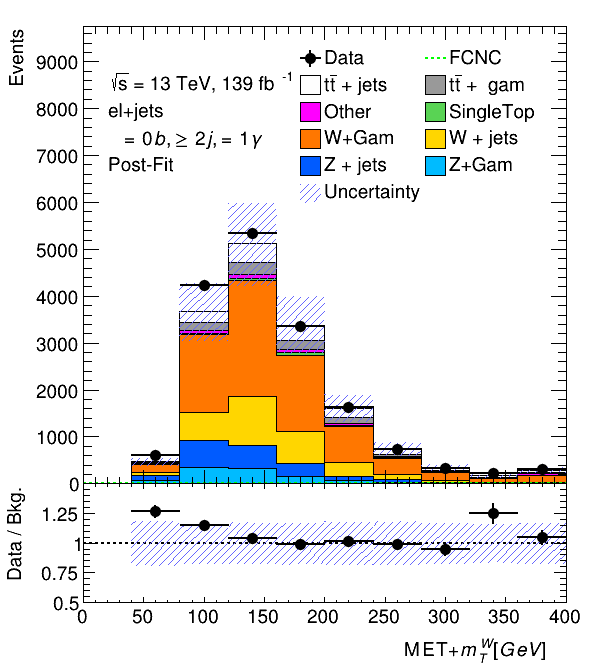 Events
9000
8000
7000
6000
5000
4000
3000
2000
1000
0
√s = 13 TeV, 139 fb⁻¹
el+jets
= 0b, ≥ 2j, = 1γ
Post-Fit
Data
FCNC
tt̄ + jets
tt̄ + gam
Other
SingleTop
W+Gam
W + jets
Z + jets
Z+Gam
Uncertainty
Data / Bkg.
1.25
1
0.75
0.5
0 50 100 150 200 250 300 350 400
MET+m_T^W[GeV]